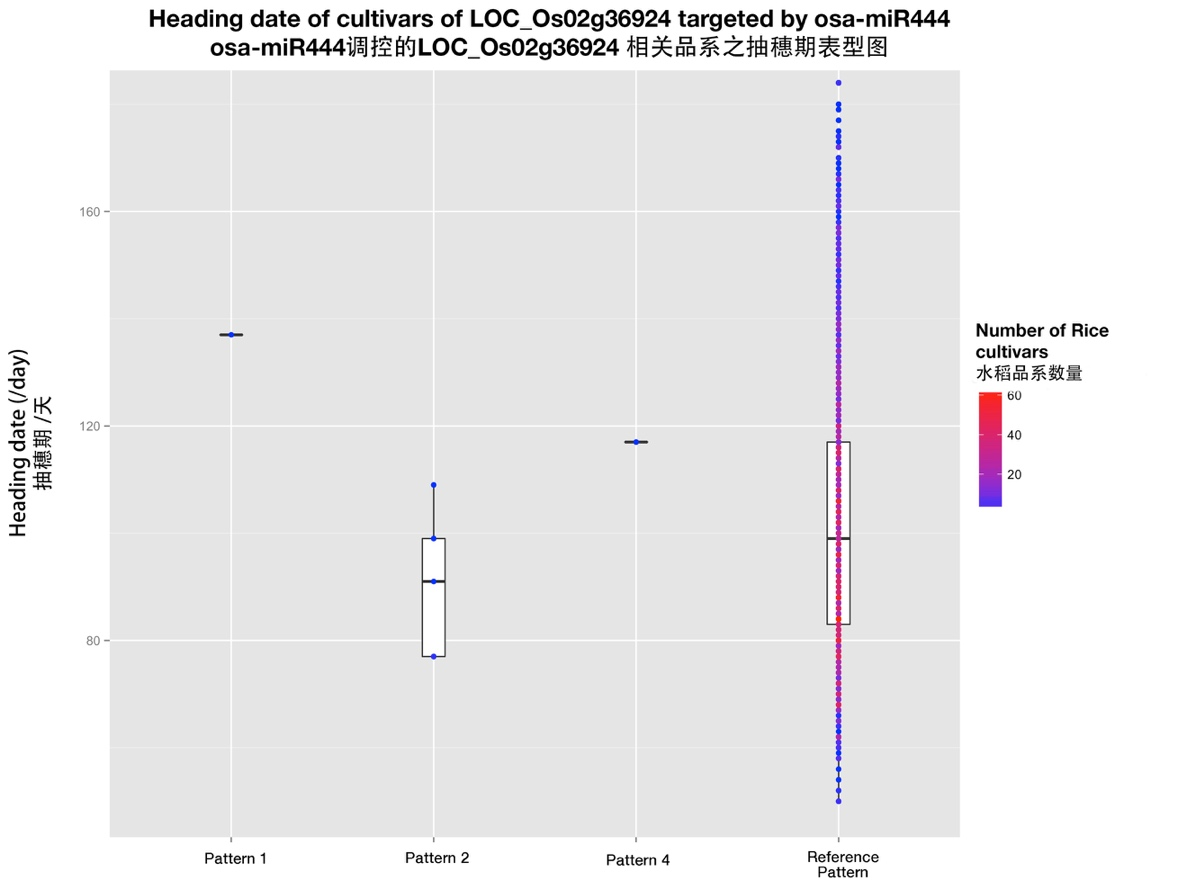 Heading date of cultivars of LOC_Os02g36924 targeted by osa-miR444
osa-miR444调控的LOC_Os02g36924 相关品系之抽穗期表型图
Heading date (/day)
抽穗期 /天
160
120
80
Pattern 1
Pattern 2
Pattern 4
Reference
Pattern
Number of Rice
cultivars
水稻品系数量
60
40
20